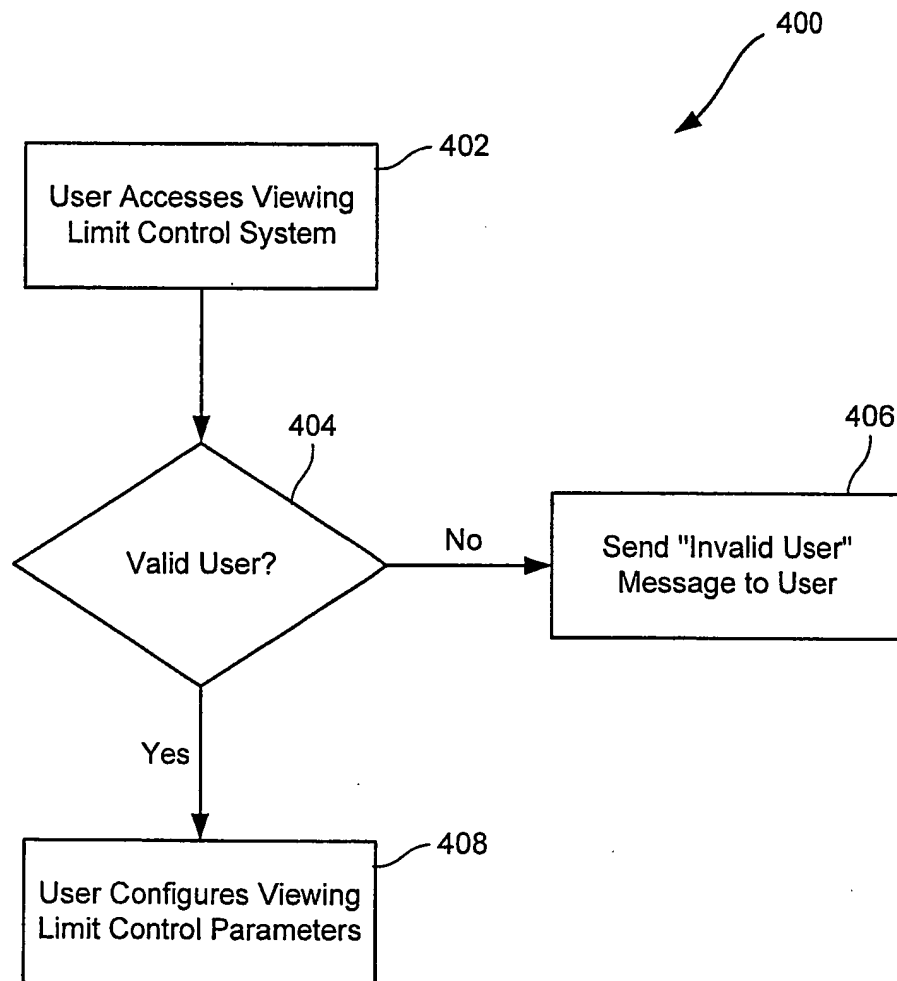 400
402
User Accesses Viewing
Limit Control System
404
Valid User?
No
406
Send "Invalid User"
Message to User
Yes
408
User Configures Viewing
Limit Control Parameters